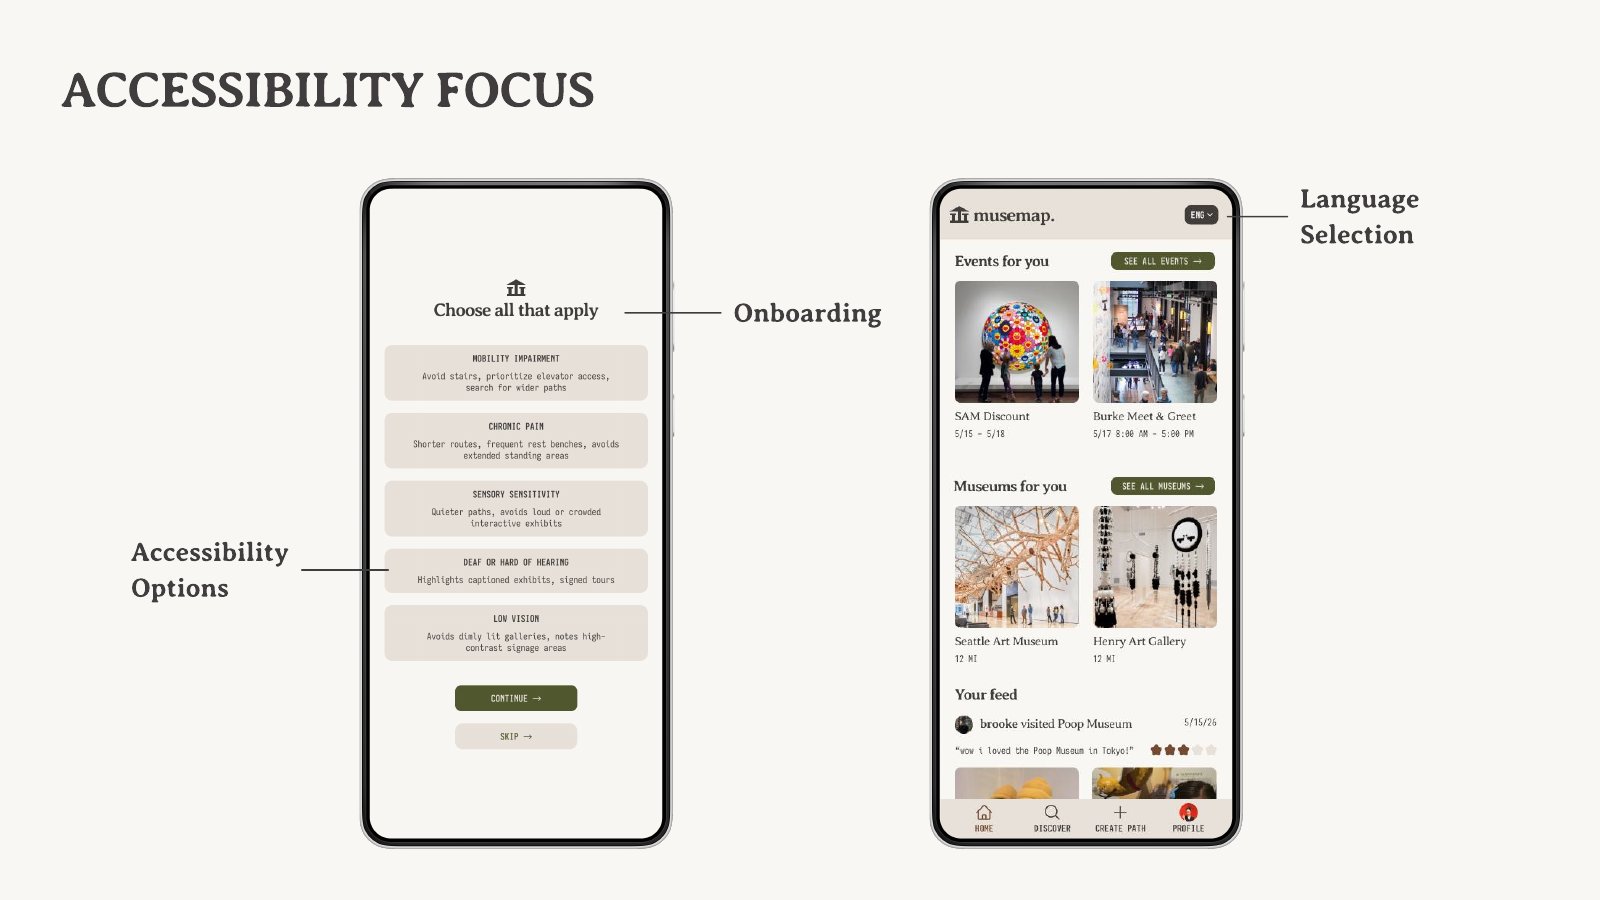 ACCESSIBILITY FOCUS
Choose all that apply
MOBILITY IMPAIRMENT
Avoid stairs, prioritize elevator access,
search for wider paths
CHRONIC PAIN
Shorter routes, frequent rest benches, avoids
extended standing areas
SENSORY SENSITIVITY
Quieter paths, avoids loud or crowded
interactive exhibits
DEAF OR HARD OF HEARING
Highlights captioned exhibits, signed tours
LOW VISION
Avoids dimly lit galleries, notes high-
contrast signage areas
CONTINUE →
SKIP →
Onboarding
Accessibility
Options
musemap.
ENG
Language
Selection
Events for you
SEE ALL EVENTS →
SAM Discount
5/15 - 5/18
Burke Meet & Greet
5/17 8:00 AM - 5:00 PM
Museums for you
SEE ALL MUSEUMS →
Seattle Art Museum
12 MI
Henry Art Gallery
12 MI
Your feed
brooke visited Poop Museum
5/15/26
"wow i loved the Poop Museum in Tokyo!"
HOME
DISCOVER
CREATE PATH
PROFILE